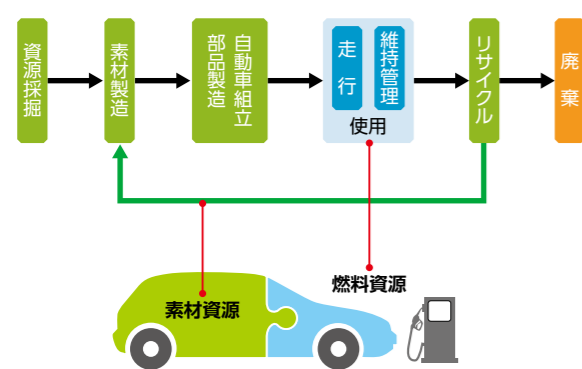 資源採掘
素材製造
自動車組立
部品製造
走行
維持管理
使用
リサイクル
廃棄
燃料資源
素材資源